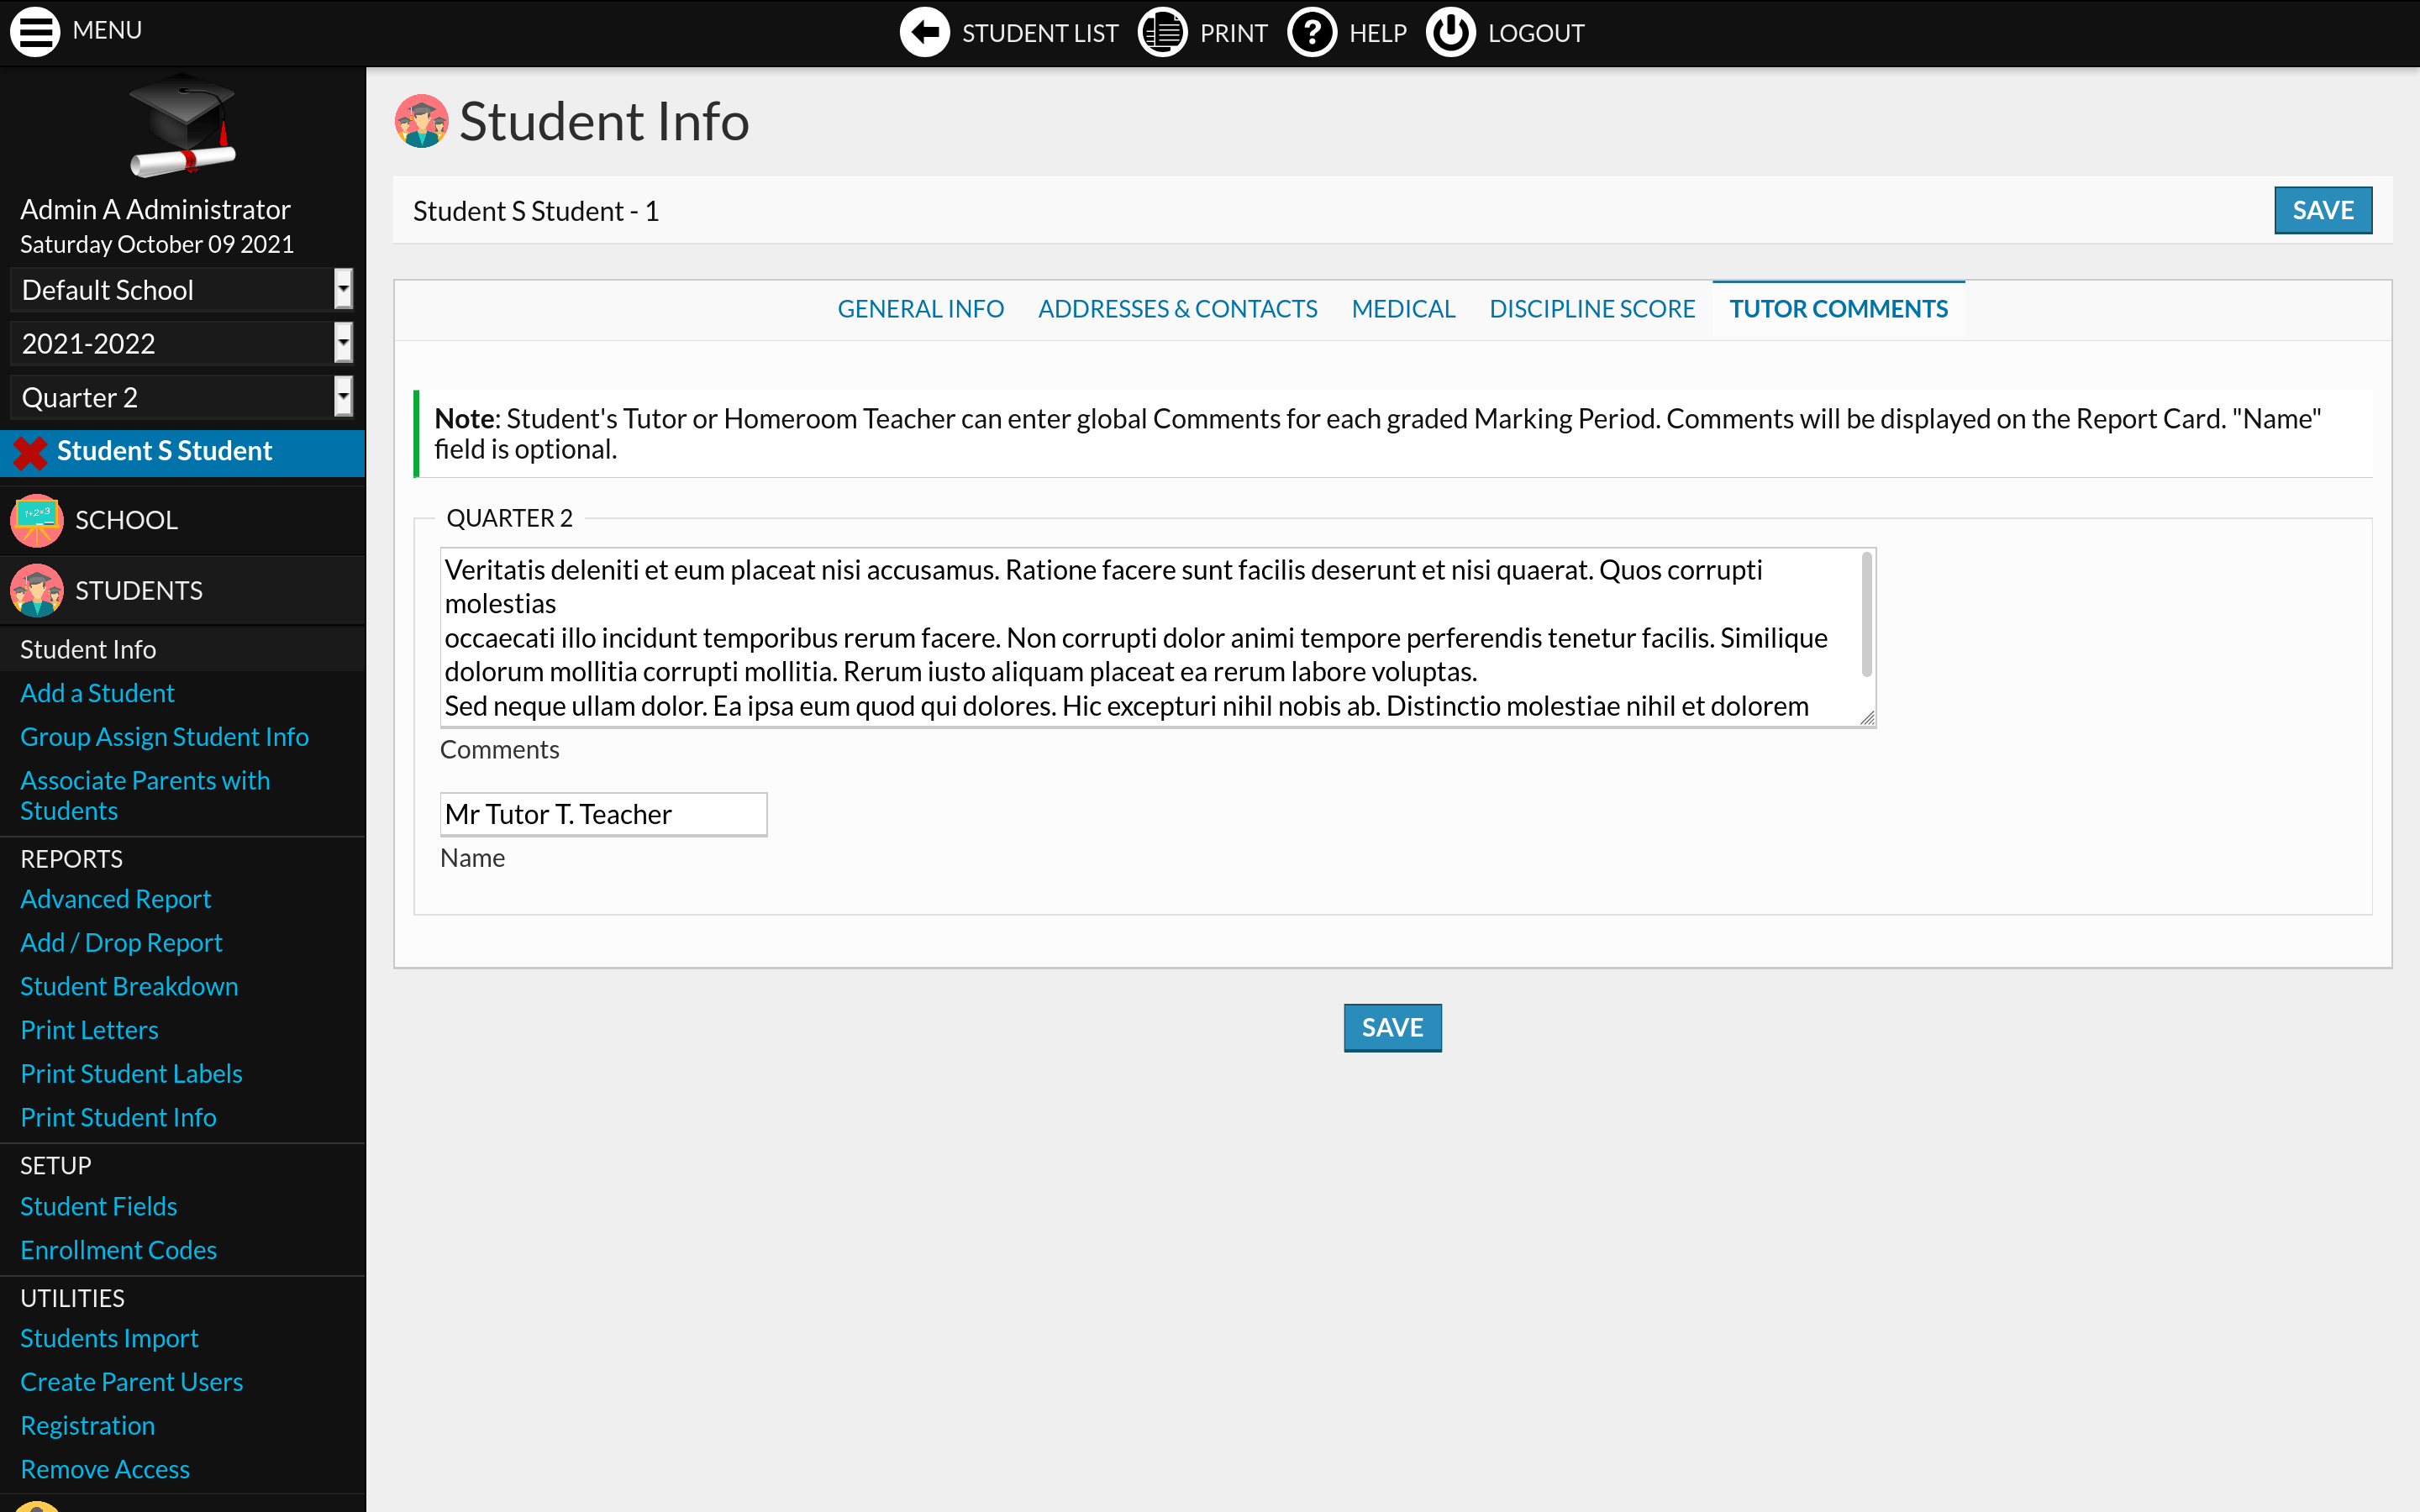 MENU
STUDENT LIST
PRINT
HELP
LOGOUT
Admin A Administrator
Saturday October 09 2021
Default School
2021-2022
Quarter 2
Student S Student
SCHOOL
1+2=3
STUDENTS
Student Info
Add a Student
Group Assign Student Info
Associate Parents with
Students
REPORTS
Advanced Report
Add / Drop Report
Student Breakdown
Print Letters
Print Student Labels
Print Student Info
SETUP
Student Fields
Enrollment Codes
UTILITIES
Students Import
Create Parent Users
Registration
Remove Access
Student Info
Student S Student - 1
SAVE
GENERAL INFO
ADDRESSES & CONTACTS
MEDICAL
DISCIPLINE SCORE
TUTOR COMMENTS
Note: Student's Tutor or Homeroom Teacher can enter global Comments for each graded Marking Period. Comments will be displayed on the Report Card. "Name"
field is optional.
QUARTER 2
Veritatis deleniti et eum placeat nisi accusamus. Ratione facere sunt facilis deserunt et nisi quaerat. Quos corrupti
molestias
occaecati illo incidunt temporibus rerum facere. Non corrupti dolor animi tempore perferendis tenetur facilis. Similique
dolorum mollitia corrupti mollitia. Rerum iusto aliquam placeat ea rerum labore voluptas.
Sed neque ullam dolor. Ea ipsa eum quod qui dolores. Hic excepturi nihil nobis ab. Distinctio molestiae nihil et dolorem
Comments
Mr Tutor T. Teacher
Name
SAVE